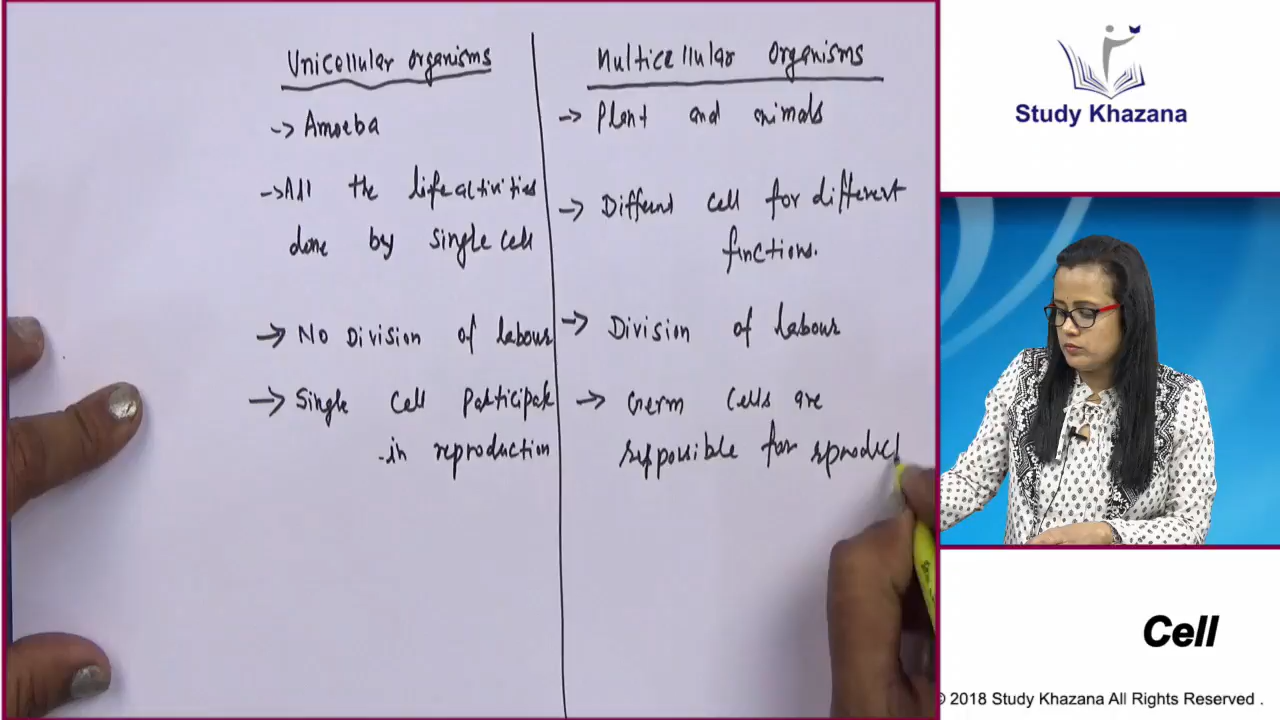 Unicellular organisms
-> Amoeba
-> All the life activities
done by single cell
-> No Division of labour
-> Single cell Participate
in reproduction
Multicellular Organisms
-> Plant and animals
-> Different cell for different
functions.
-> Division of labour
-> Germ Cells are
responsible for reproduct
Study Khazana
Cell
© 2018 Study Khazana All Rights Reserved .